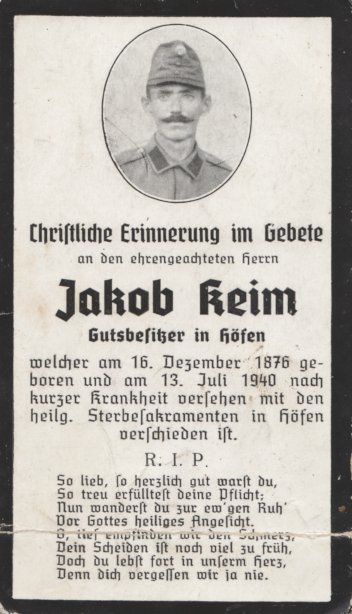 Christliche Erinnerung im Gebete
an den ehrengeachteten Herrn
Jakob Keim
Gutsbesitzer in Höfen
welcher am 16. Dezember 1876 ge-
boren und am 13. Juli 1940 nach
kurzer Krankheit versehen mit den
heilg. Sterbesakramenten in Höfen
verschieden ist.
R. I. P.
So lieb, so herzlich gut warst du,
So treu erfülltest deine Pflicht;
Nun wanderst du zur ew'gen Ruh'
Vor Gottes heiliges Angesicht.
O, tief empfinden wir den Schmerz,
Dein Scheiden ist noch viel zu früh,
Doch du lebst fort in unserm Herz,
Denn dich vergessen wir ja nie.